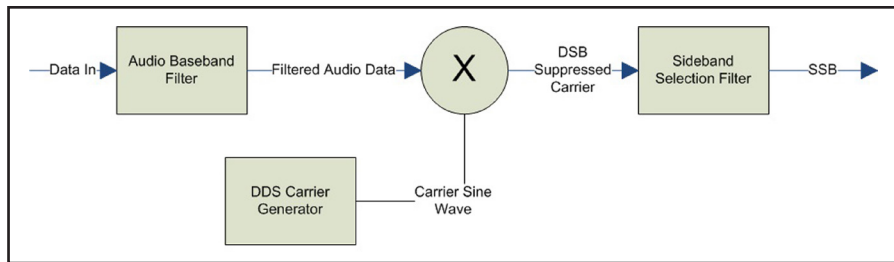 Data In
Audio Baseband
Filter
Filtered Audio Data
X
DSB
Suppressed
Carrier
Sideband
Selection Filter
SSB
DDS Carrier
Generator
Carrier Sine
Wave